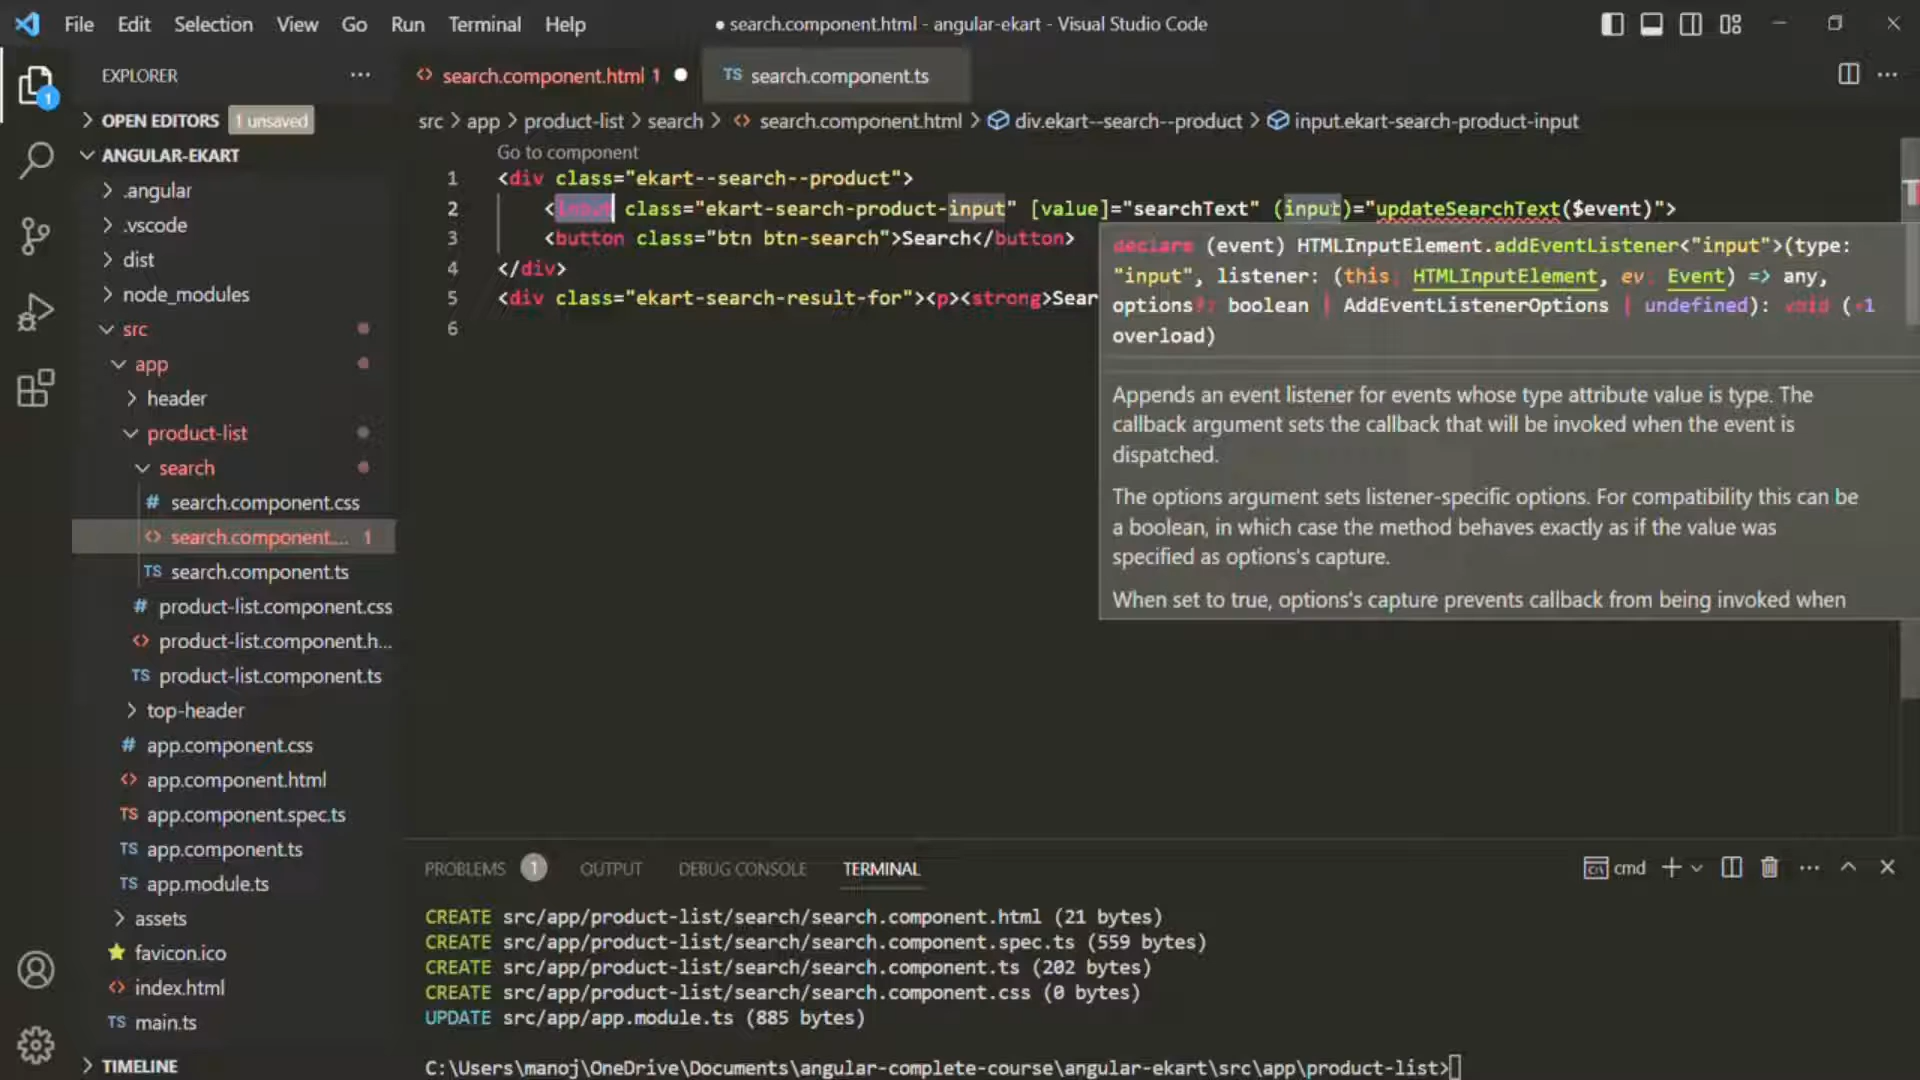 File Edit Selection View Go Run Terminal Help
● search.component.html - angular-ekart - Visual Studio Code
EXPLORER
search.component.html 1
TS search.component.ts
OPEN EDITORS 1 unsaved
src > app > product-list > search > search.component.html > div.ekart--search--product > input.ekart-search-product-input
ANGULAR-EKART
.angular
.vscode
dist
node_modules
src
app
header
product-list
search
# search.component.css
<> search.component.... 1
TS search.component.ts
# product-list.component.css
<> product-list.component.h...
TS product-list.component.ts
top-header
# app.component.css
<> app.component.html
TS app.component.spec.ts
TS app.component.ts
TS app.module.ts
assets
favicon.ico
<> index.html
TS main.ts
TIMELINE
1
Go to component
1 <div class="ekart--search--product">
2 <input class="ekart-search-product-input" [value]="searchText" (input)="updateSearchText($event)">
3 <button class="btn btn-search">Search</button>
4 </div>
5 <div class="ekart-search-result-for"><p><strong>Sear
6
declare (event) HTMLInputElement.addEventListener<"input">(type:
"input", listener: (this: HTMLInputElement, ev: Event) => any,
options?: boolean | AddEventListenerOptions | undefined): void (+1
overload)
Appends an event listener for events whose type attribute value is type. The
callback argument sets the callback that will be invoked when the event is
dispatched.
The options argument sets listener-specific options. For compatibility this can be
a boolean, in which case the method behaves exactly as if the value was
specified as options's capture.
When set to true, options's capture prevents callback from being invoked when
PROBLEMS 1 OUTPUT DEBUG CONSOLE TERMINAL
cmd
CREATE src/app/product-list/search/search.component.html (21 bytes)
CREATE src/app/product-list/search/search.component.spec.ts (559 bytes)
CREATE src/app/product-list/search/search.component.ts (202 bytes)
CREATE src/app/product-list/search/search.component.css (0 bytes)
UPDATE src/app/app.module.ts (885 bytes)
C:\Users\manoj\OneDrive\Documents\angular-complete-course\angular-ekart\src\app\product-list>